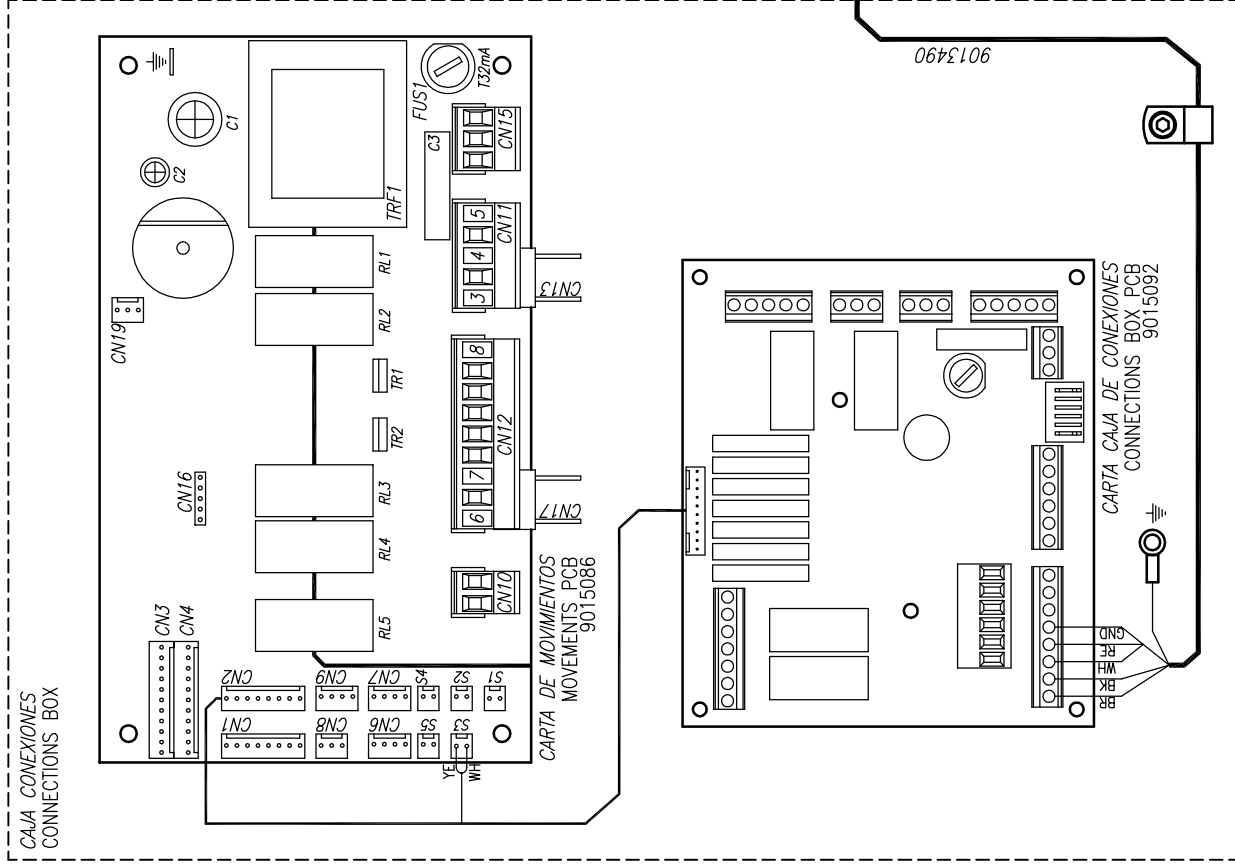 CAJA CONEXIONES
CONNECTIONS BOX
CN3
CN4
CN16
CN19
C2
C1
FUS1
T32mA
C3
CN15
TRF1
RL1
RL2
TR1
TR2
RL3
RL4
RL5
5
4
3
CN11
CN13
8
7
6
CN12
CN17
CN10
CN2
CN9
CN7
S4
S2
S1
CN1
CN8
CN6
S5
S3
YE
WH
CARTA DE MOVIMIENTOS
MOVEMENTS PCB
9015086
9013490
CARTA CAJA DE CONEXIONES
CONNECTIONS BOX PCB
9015092
GND
RE
WH
BK
BR